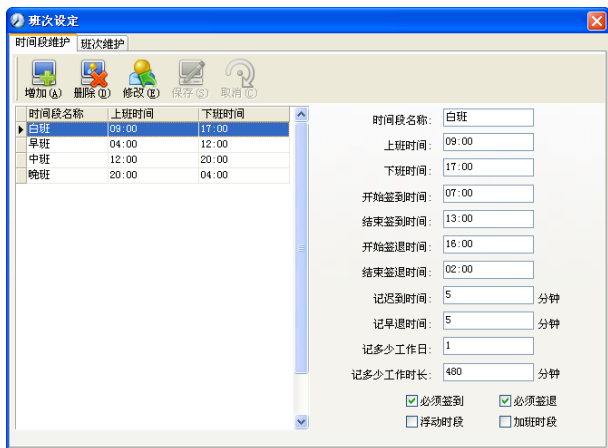 班次设定
时间段维护 班次维护
增加(A) 删除(D) 修改(E) 保存(S) 取消(C)
时间段名称 上班时间 下班时间
白班 09:00 17:00
早班 04:00 12:00
中班 12:00 20:00
晚班 20:00 04:00
时间段名称: 白班
上班时间: 09:00
下班时间: 17:00
开始签到时间: 07:00
结束签到时间: 13:00
开始签退时间: 16:00
结束签退时间: 02:00
记迟到时间: 5 分钟
记早退时间: 5 分钟
记多少工作日: 1
记多少工作时长: 480 分钟
必须签到 必须签退
浮动时段 加班时段